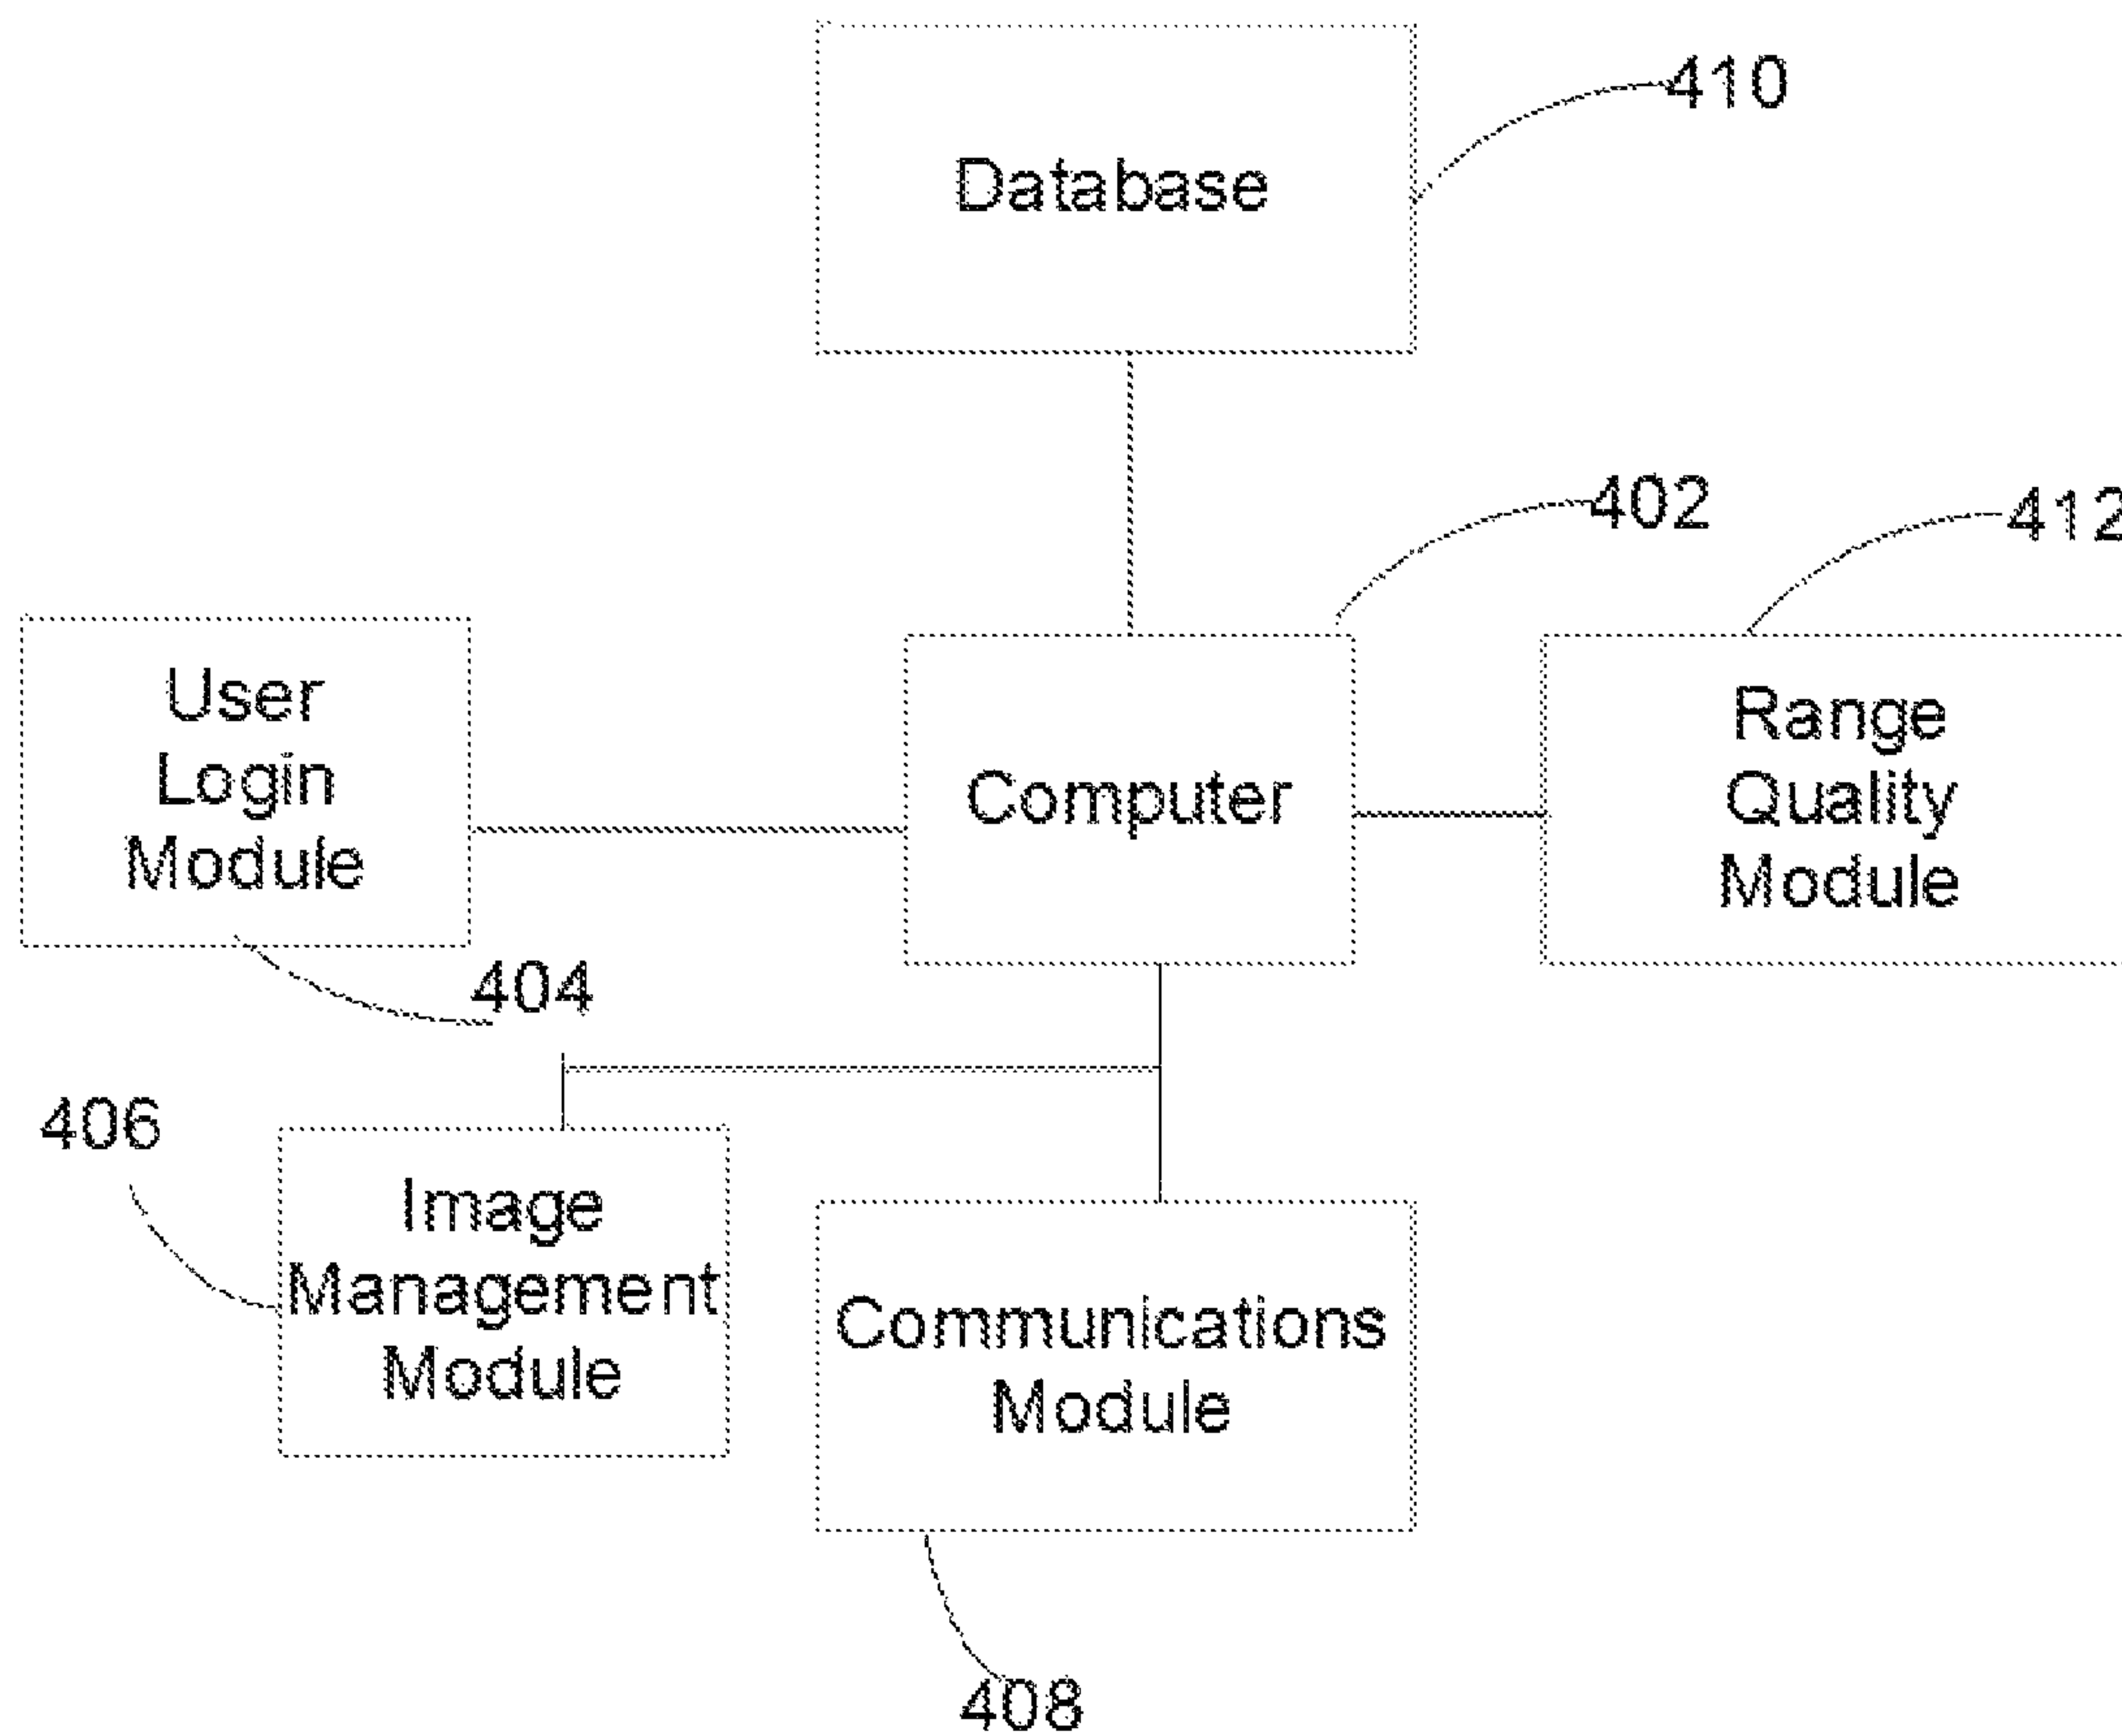 410
Database
402
412
User
Login
Module
Computer
Range
Quality
Module
404
406
Image
Management
Module
Communications
Module
408